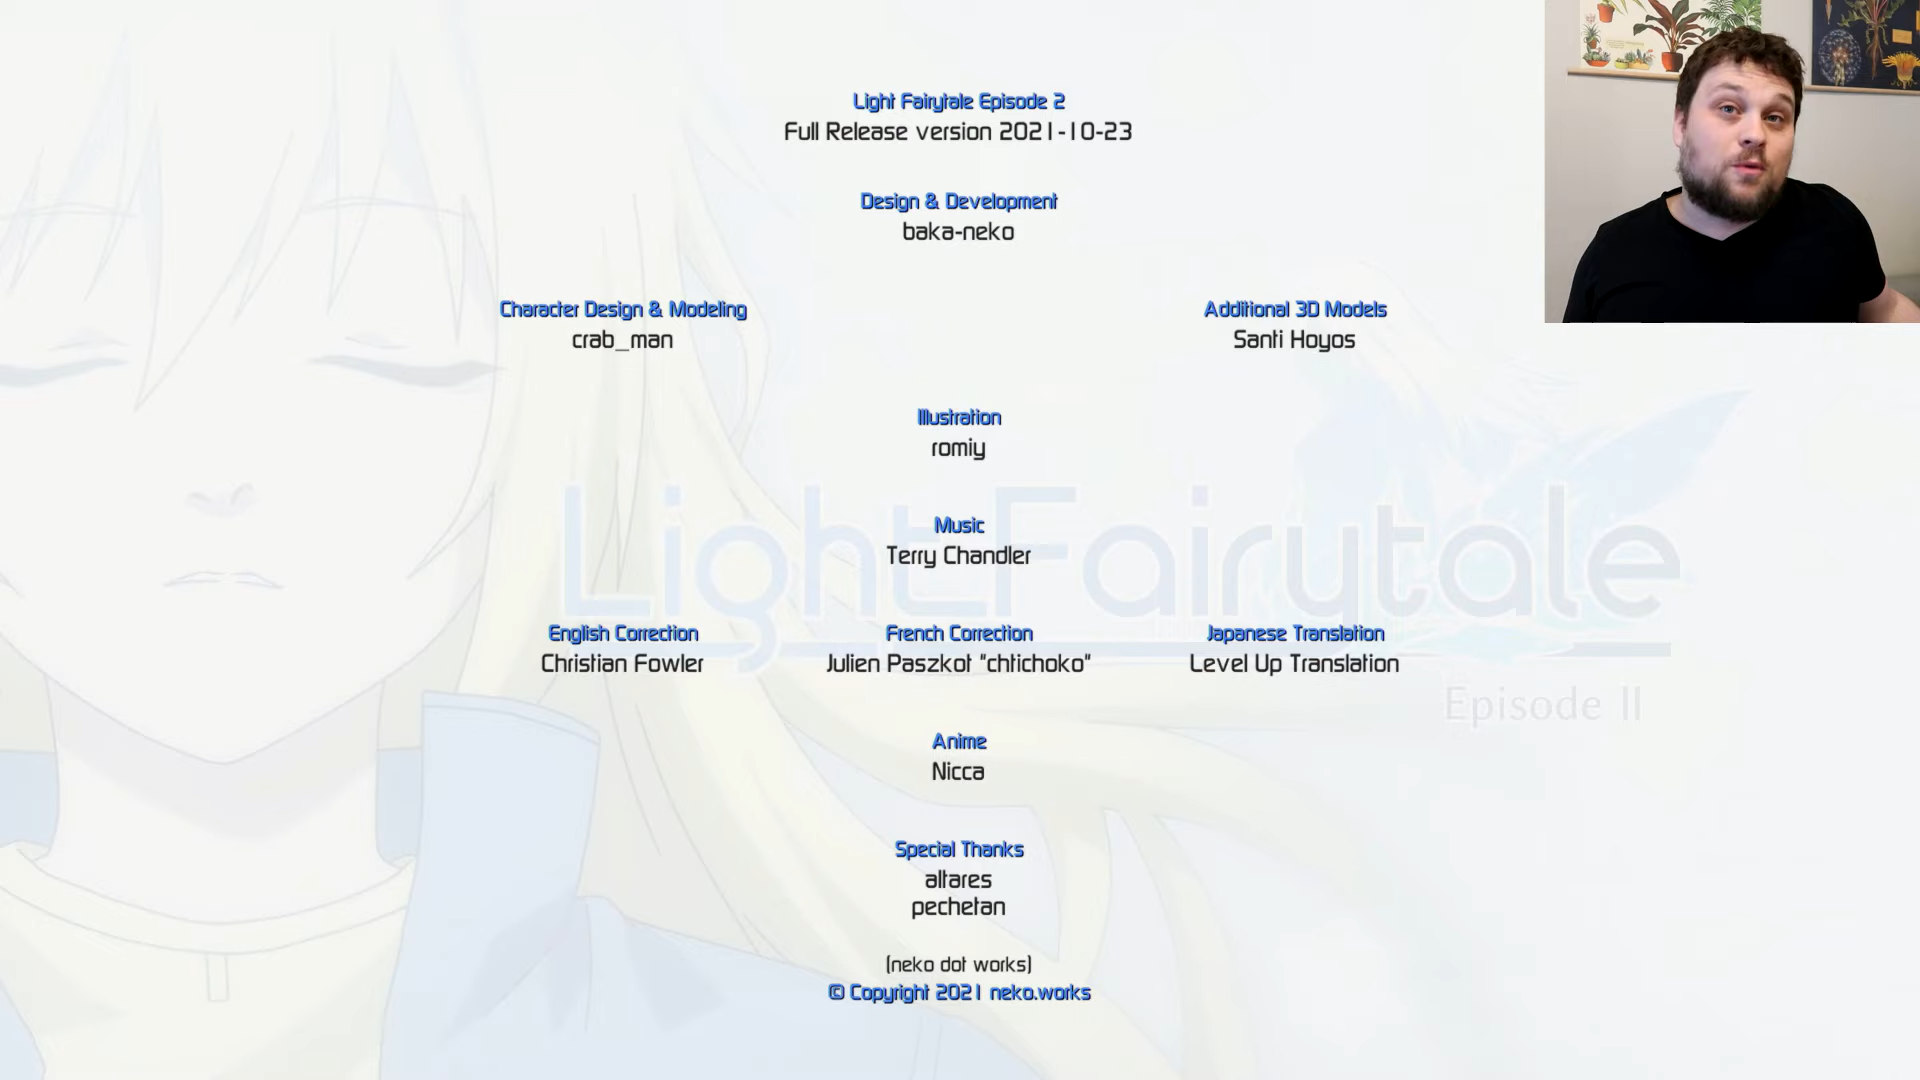 Light Fairytale Episode 2
Full Release version 2021-10-23
Design & Development
baka-neko
Character Design & Modeling
crab_man
Additional 3D Models
Santi Hoyos
Illustration
romiy
Music
Terry Chandler
Light Fairytale
Episode II
English Correction
Christian Fowler
French Correction
Julien Paszkot "chtichoko"
Japanese Translation
Level Up Translation
Anime
Nicca
Special Thanks
altares
pechetan
(neko dot works)
© Copyright 2021 neko.works